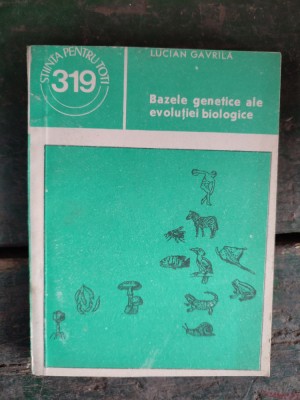 ȘTIINȚA PENTRU TOȚI
319
LUCIAN GAVRILĂ
Bazele genetice ale
evoluției biologice